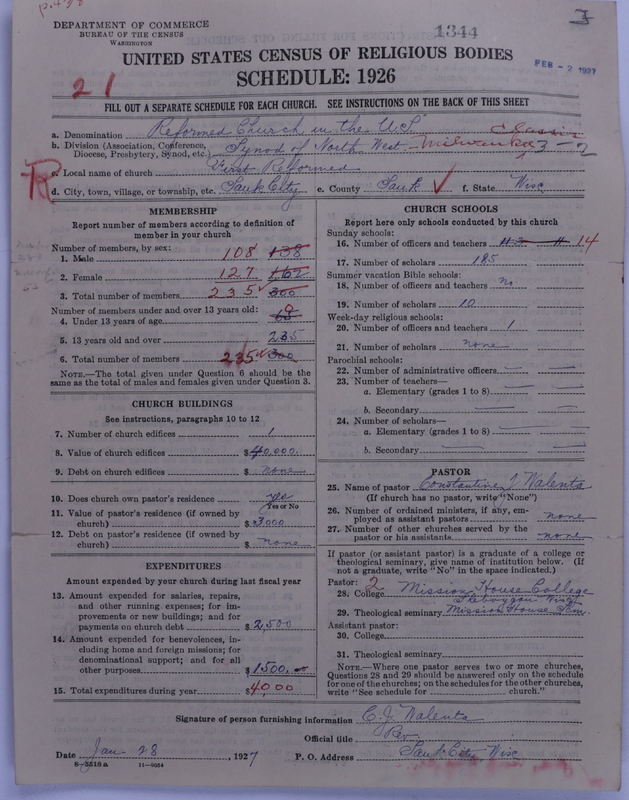 DEPARTMENT OF COMMERCE
BUREAU OF THE CENSUS
WASHINGTON
1344
FEB - 2 1927
UNITED STATES CENSUS OF RELIGIOUS BODIES
SCHEDULE: 1926
21
FILL OUT A SEPARATE SCHEDULE FOR EACH CHURCH. SEE INSTRUCTIONS ON THE BACK OF THIS SHEET
a. Denomination Reformed Church in the U.S. Classis
b. Division (Association, Conference, Diocese, Presbytery, Synod, etc.) Synod of North West - Milwaukee 3-2
c. Local name of church First Reformed
d. City, town, village, or township, etc. Sauk City e. County Sauk f. State Wisc
MEMBERSHIP
Report number of members according to definition of member in your church
Number of members, by sex:
1. Male 108 138
2. Female 127 162
3. Total number of members 235 300
Number of members under and over 13 years old:
4. Under 13 years of age 0
5. 13 years old and over 235
6. Total number of members 235 300
NOTE.—The total given under Question 6 should be the same as the total of males and females given under Question 3.
CHURCH BUILDINGS
See instructions, paragraphs 10 to 12
7. Number of church edifices 1
8. Value of church edifices $40,000.
9. Debt on church edifices $ none
10. Does church own pastor's residence yes
Yes or No
11. Value of pastor's residence (if owned by church) $3000
12. Debt on pastor's residence (if owned by church) $ none
EXPENDITURES
Amount expended by your church during last fiscal year
13. Amount expended for salaries, repairs, and other running expenses; for improvements or new buildings; and for payments on church debt $2,500
14. Amount expended for benevolences, including home and foreign missions; for denominational support; and for all other purposes $1500.00
15. Total expenditures during year $4000
CHURCH SCHOOLS
Report here only schools conducted by this church
Sunday schools:
16. Number of officers and teachers 14
17. Number of scholars 185
Summer vacation Bible schools:
18. Number of officers and teachers no
19. Number of scholars 10
Week-day religious schools:
20. Number of officers and teachers 1
21. Number of scholars none
Parochial schools:
22. Number of administrative officers
23. Number of teachers—
a. Elementary (grades 1 to 8)
b. Secondary
24. Number of scholars—
a. Elementary (grades 1 to 8)
b. Secondary
PASTOR
25. Name of pastor Constantine J. Walenta
(If church has no pastor, write "None")
26. Number of ordained ministers, if any, employed as assistant pastors none
27. Number of other churches served by the pastor or his assistants none
If pastor (or assistant pastor) is a graduate of a college or theological seminary, give name of institution below. (If not a graduate, write "No" in the space indicated.)
Pastor: 2
28. College Mission House College
Sheboygan Wisc
29. Theological seminary Mission House Sem.
Assistant pastor:
30. College
31. Theological seminary
NOTE.—Where one pastor serves two or more churches, Questions 28 and 29 should be answered only on the schedule for one of the churches; on the schedules for the other churches, write "See schedule for church."
Signature of person furnishing information C. J. Walenta
Official title Rev.
Date Jan. 28, 1927 P. O. Address Sauk City, Wisc
8-5518a 11-9054